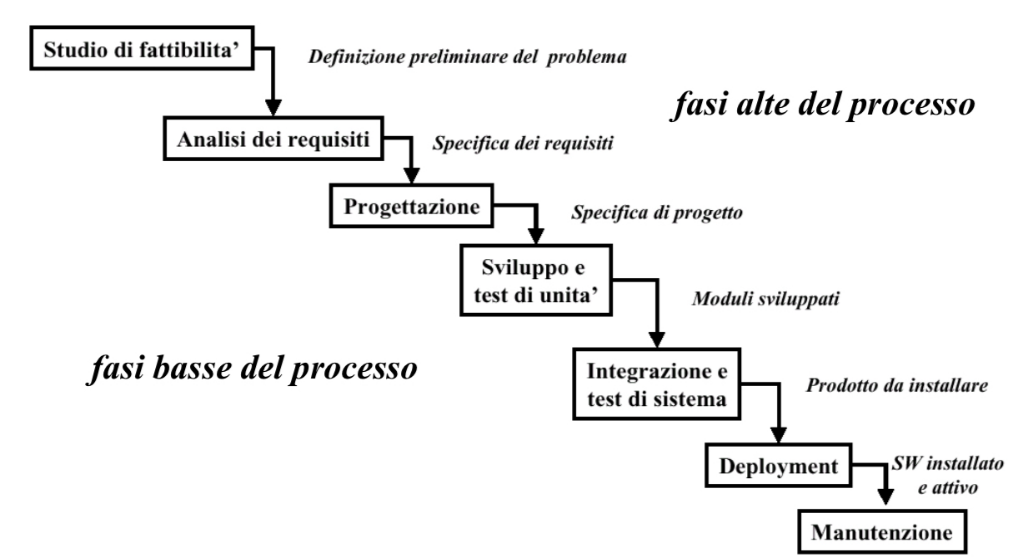 Studio di fattibilita’
Definizione preliminare del problema
fasi alte del processo
Analisi dei requisiti
Specifica dei requisiti
Progettazione
Specifica di progetto
Sviluppo e
test di unita’
Moduli sviluppati
fasi basse del processo
Integrazione e
test di sistema
Prodotto da installare
Deployment
SW installato
e attivo
Manutenzione